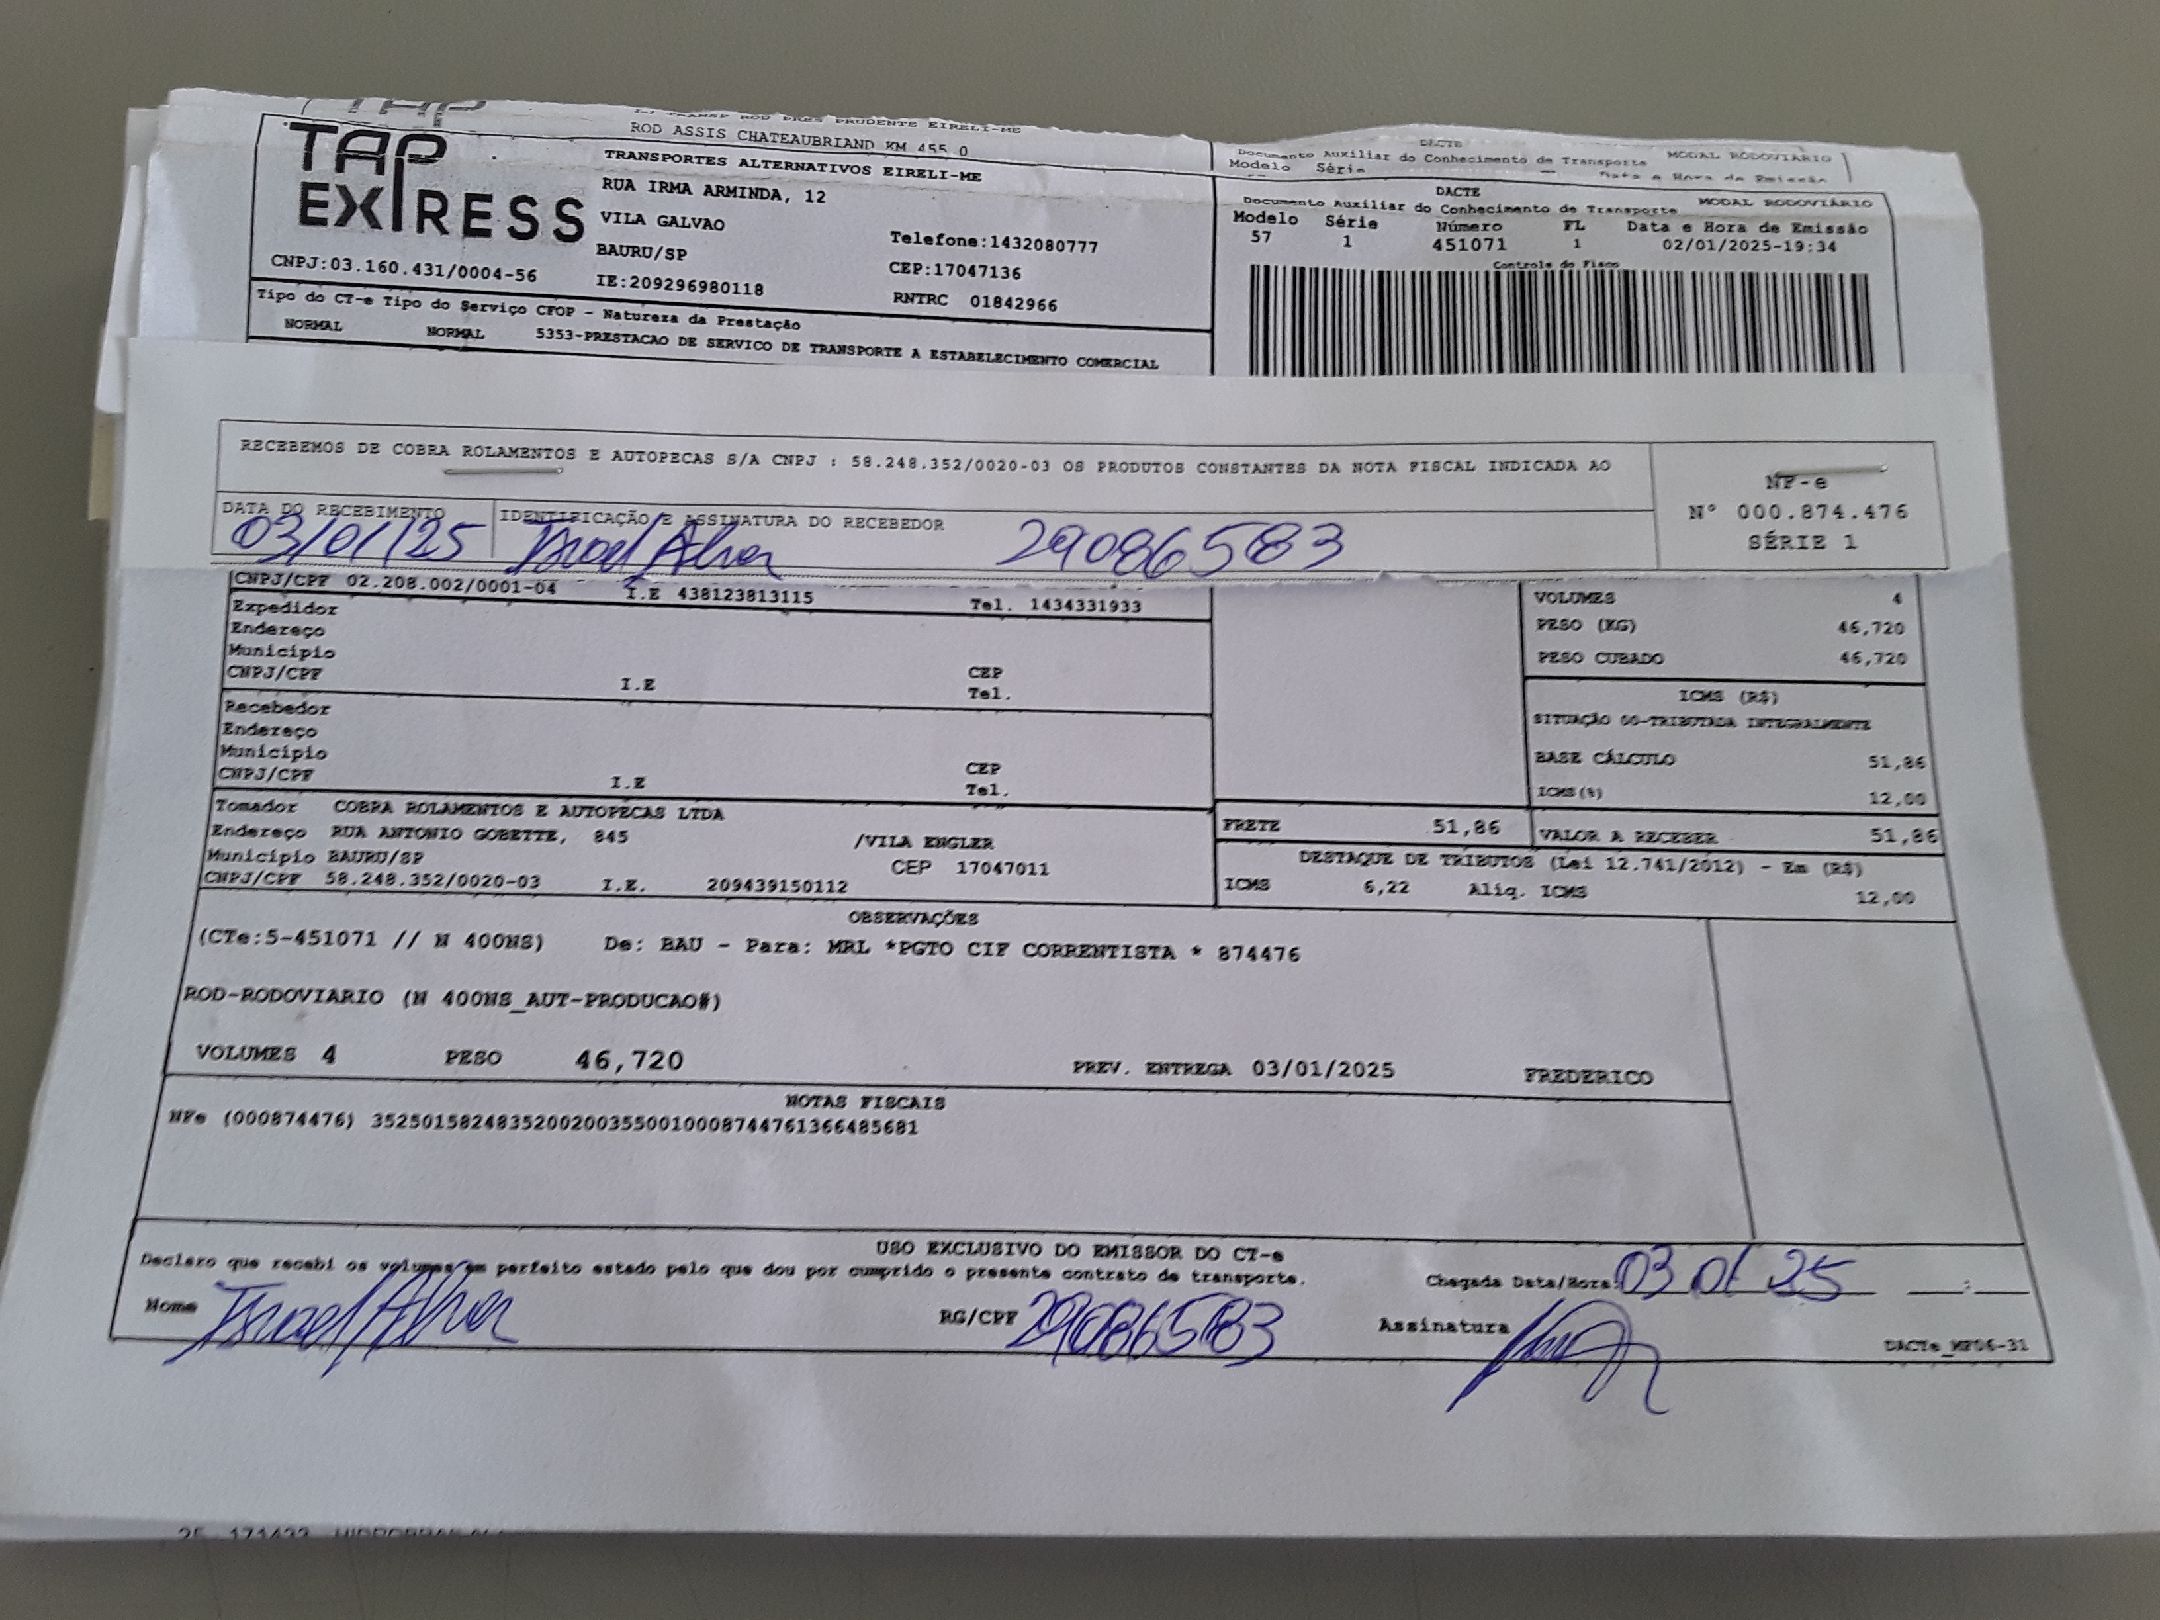 ROD ASSIS CHATEAUBRIAND KM 455 0
Documento Auxiliar do Conhecimento de Transporte MODAL RODOVIÁRIO
Modelo Série
TAP EXPRESS
TRANSPORTES ALTERNATIVOS EIRELI-ME
RUA IRMA ARMINDA, 12
VILA GALVAO
BAURU/SP
Telefone:1432080777
CEP:17047136
CNPJ:03.160.431/0004-56
IE:209296980118
RNTRC 01842966
DACTE
Documento Auxiliar do Conhecimento de Transporte MODAL RODOVIÁRIO
Modelo Série Número FL Data e Hora de Emissão
57 1 451071 1 02/01/2025-19:34
Controle do Fisco
Tipo do CT-e Tipo do Serviço CFOP - Natureza da Prestação
NORMAL NORMAL 5353-PRESTACAO DE SERVICO DE TRANSPORTE A ESTABELECIMENTO COMERCIAL
RECEBEMOS DE COBRA ROLAMENTOS E AUTOPECAS S/A CNPJ : 58.248.352/0020-03 OS PRODUTOS CONSTANTES DA NOTA FISCAL INDICADA AO
NF-e
Nº 000.874.476
SÉRIE 1
DATA DO RECEBIMENTO IDENTIFICAÇÃO E ASSINATURA DO RECEBEDOR
03/01/25 290865583
CNPJ/CPF 02.208.002/0001-04 I.E 438123813115 Tel. 1434331933
Expedidor
Endereço
Município CEP
CNPJ/CPF I.E Tel.
Recebedor
Endereço
Município CEP
CNPJ/CPF I.E Tel.
VOLUMES 4
PESO (KG) 46,720
PESO CUBADO 46,720
ICMS (R$)
SITUAÇÃO 00-TRIBUTADA INTEGRALMENTE
BASE CÁLCULO 51,86
ICMS(%) 12,00
Tomador COBRA ROLAMENTOS E AUTOPECAS LTDA
Endereço RUA ANTONIO GOBETTE, 845 /VILA ENGLER
Município BAURU/SP CEP 17047011
CNPJ/CPF 58.248.352/0020-03 I.E. 209439150112
FRETE 51,86 VALOR A RECEBER 51,86
DESTAQUE DE TRIBUTOS (Lei 12.741/2012) - Em (R$)
ICMS 6,22 Aliq. ICMS 12,00
OBSERVAÇÕES
(CTe:5-451071 // N 400NS) De: BAU - Para: MRL *PGTO CIF CORRENTISTA * 874476
ROD-RODOVIARIO (N 400NS_AUT-PRODUCAO#)
VOLUMES 4 PESO 46,720 PREV. ENTREGA 03/01/2025 FREDERICO
NOTAS FISCAIS
NFe (000874476) 35250158248352002003550010008744761366485681
USO EXCLUSIVO DO EMISSOR DO CT-e
Declaro que recebi os volumes em perfeito estado pelo que dou por cumprido o presente contrato de transporte.
Chegada Data/Hora: 03 01 25 :
Nome RG/CPF 290865583 Assinatura
DACTe_MF06-31